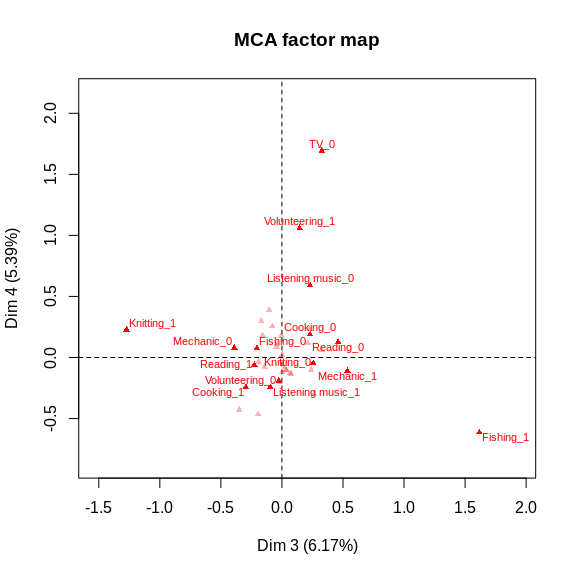 MCA factor map
Dim 4 (5.39%)
2.0
1.5
1.0
0.5
0.0
-0.5
TV_0
Volunteering_1
Listening music_0
Knitting_1
Cooking_0
Mechanic_0
Fishing_0
Reading_0
Reading_1
Knitting_0
Volunteering_0
Mechanic_1
Cooking_1
Listening music_1
Fishing_1
-1.5
-1.0
-0.5
0.0
0.5
1.0
1.5
2.0
Dim 3 (6.17%)